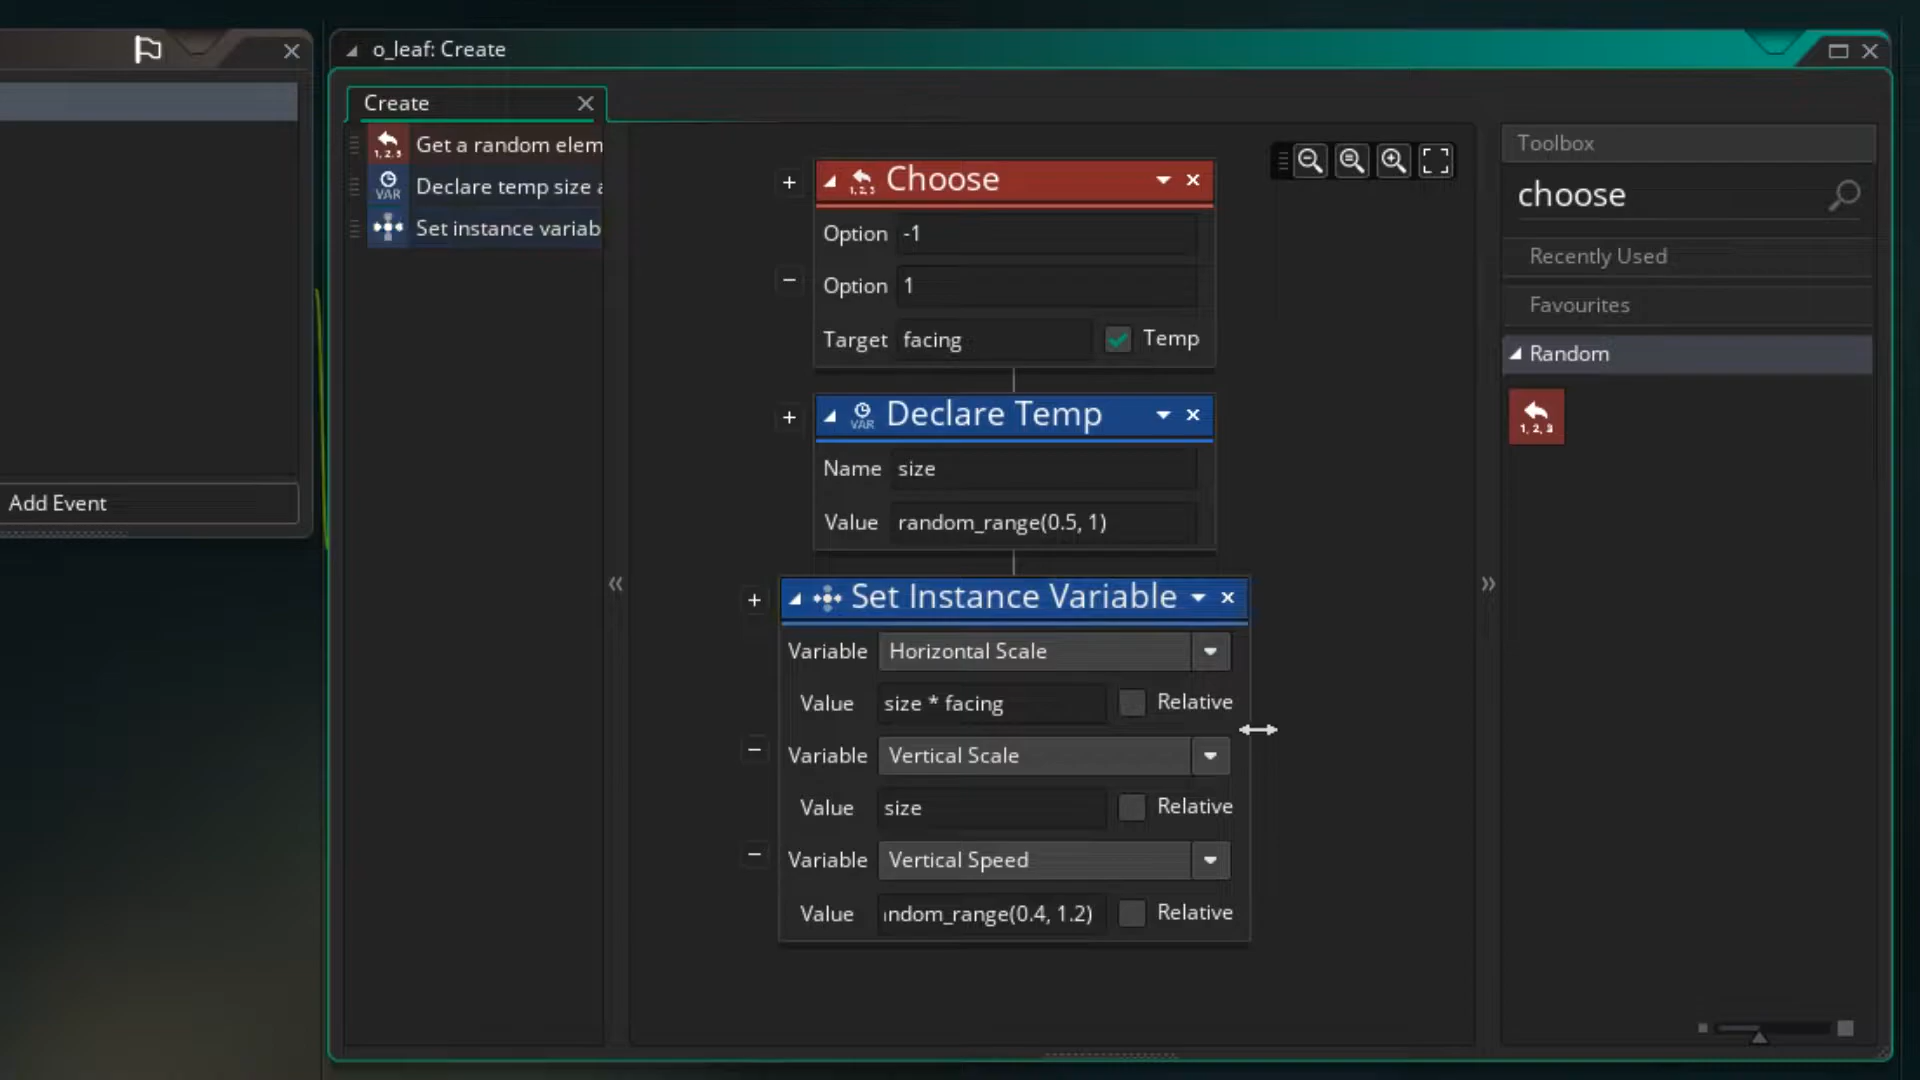 o_leaf: Create
Create
Get a random elem
Declare temp size a
Set instance variab
Add Event
Choose
Option -1
Option 1
Target facing Temp
Declare Temp
Name size
Value random_range(0.5, 1)
Set Instance Variable
Variable Horizontal Scale
Value size * facing Relative
Variable Vertical Scale
Value size Relative
Variable Vertical Speed
Value andom_range(0.4, 1.2) Relative
Toolbox
choose
Recently Used
Favourites
Random
1, 2, 3